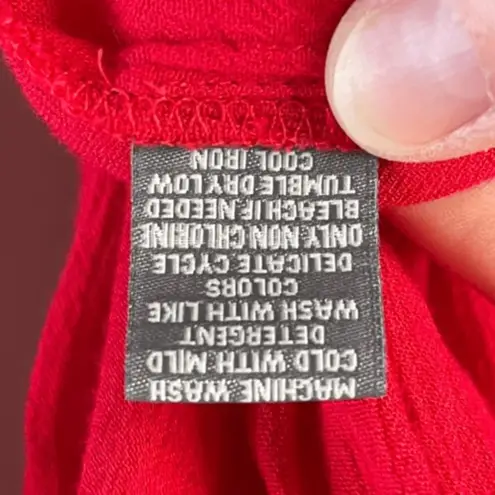 MACHINE WASH
COLD WITH MILD
DETERGENT
WASH WITH LIKE
COLORS
DELICATE CYCLE
ONLY NON CHLORINE
BLEACH IF NEEDED
TUMBLE DRY LOW
COOL IRON